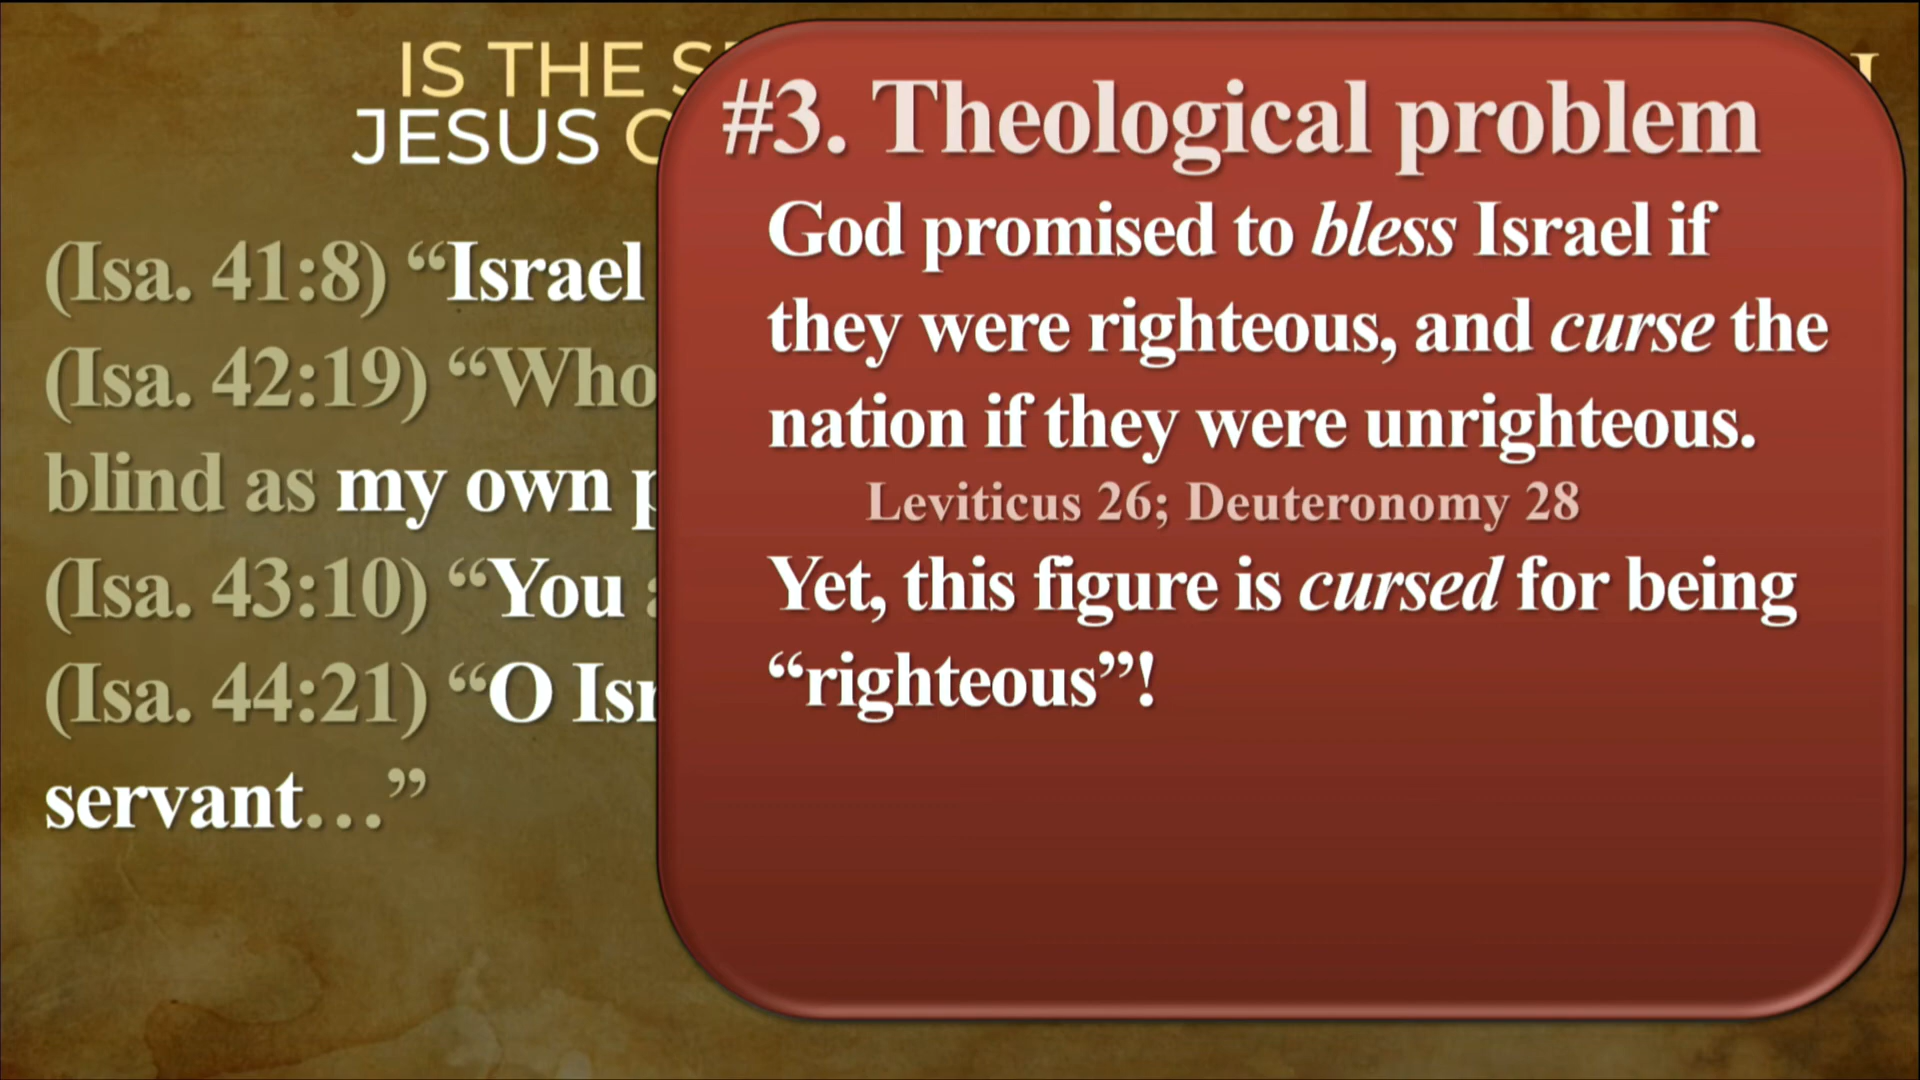 IS THE
JESUS
(Isa. 41:8) “Israel
(Isa. 42:19) “Who
blind as my own
(Isa. 43:10) “You
(Isa. 44:21) “O
servant…”
#3. Theological problem
God promised to bless Israel if
they were righteous, and curse the
nation if they were unrighteous.
Leviticus 26; Deuteronomy 28
Yet, this figure is cursed for being
“righteous”!